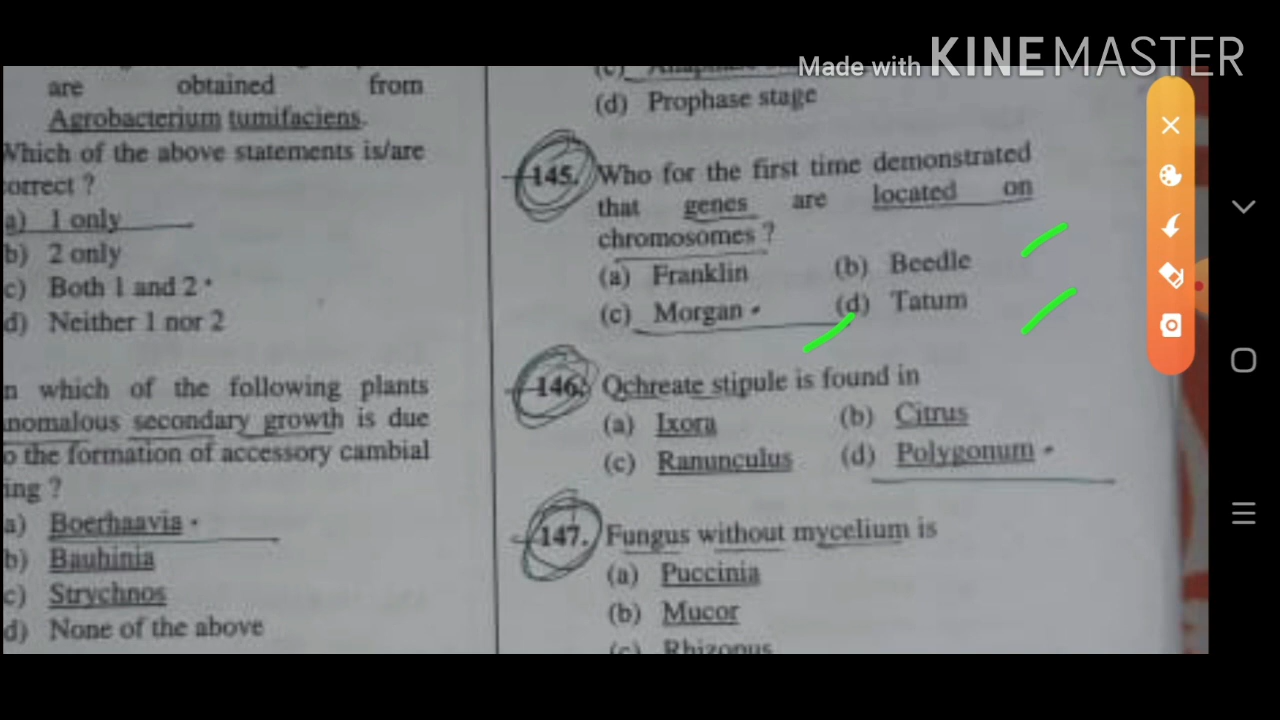 Made with KINEMASTER
are obtained from
Agrobacterium tumifaciens.
Which of the above statements is/are
correct ?
a) 1 only
b) 2 only
c) Both 1 and 2
d) Neither 1 nor 2
n which of the following plants
nomalous secondary growth is due
o the formation of accessory cambial
ing ?
a) Boerhaavia
b) Bauhinia
c) Strychnos
d) None of the above
(d) Prophase stage
145. Who for the first time demonstrated
that genes are located on
chromosomes ?
(a) Franklin (b) Beedle
(c) Morgan (d) Tatum
146. Ochreate stipule is found in
(a) Ixora (b) Citrus
(c) Ranunculus (d) Polygonum
147. Fungus without mycelium is
(a) Puccinia
(b) Mucor
(c) Rhizopus